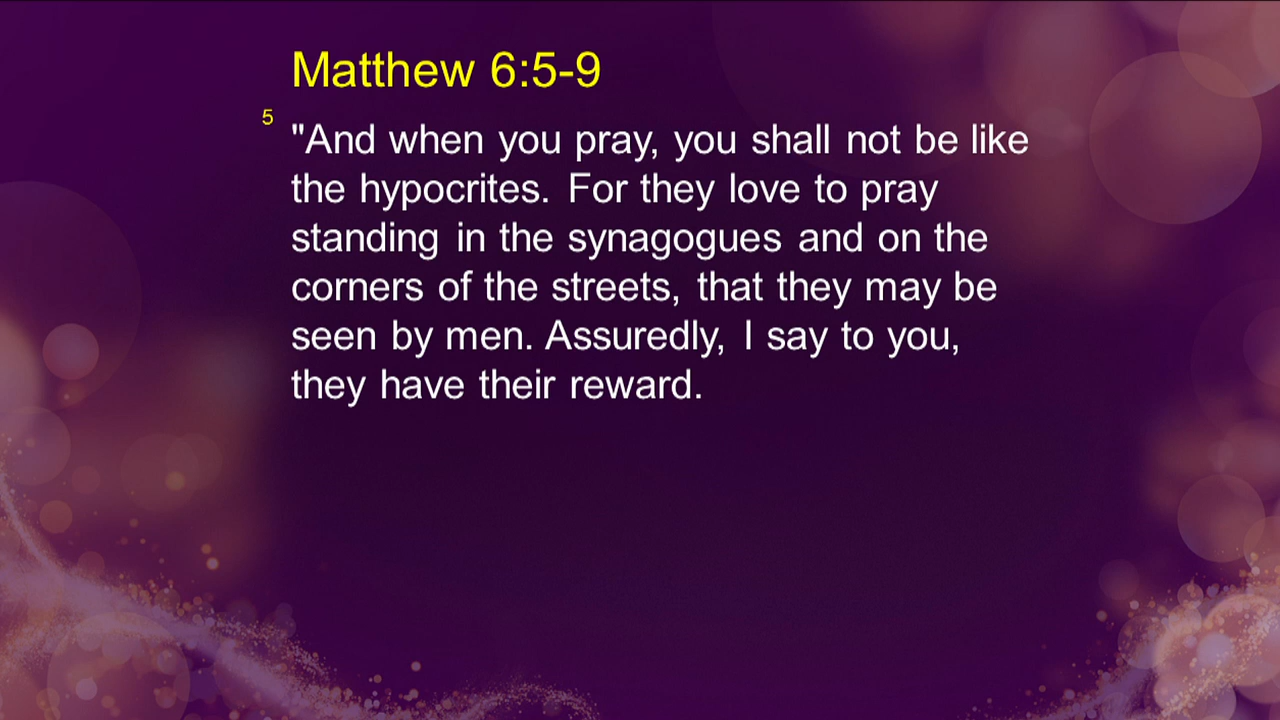 Matthew 6:5-9
5
"And when you pray, you shall not be like
the hypocrites. For they love to pray
standing in the synagogues and on the
corners of the streets, that they may be
seen by men. Assuredly, I say to you,
they have their reward.